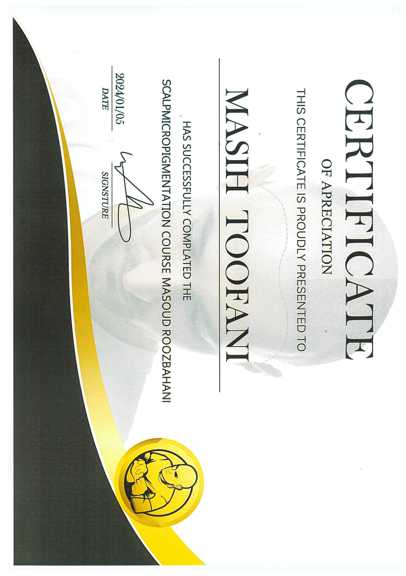 CERTIFICATE
OF APRECIATION
THIS CERTIFICATE IS PROUDLY PRESENTED TO
MASIH TOOFANI
HAS SUCCESSFULLY COMPLATED THE
SCALPMICROPIGMENTATION COURSE MASOUD ROOZBAHANI
2024/01/05
DATE
SIGNSTURE